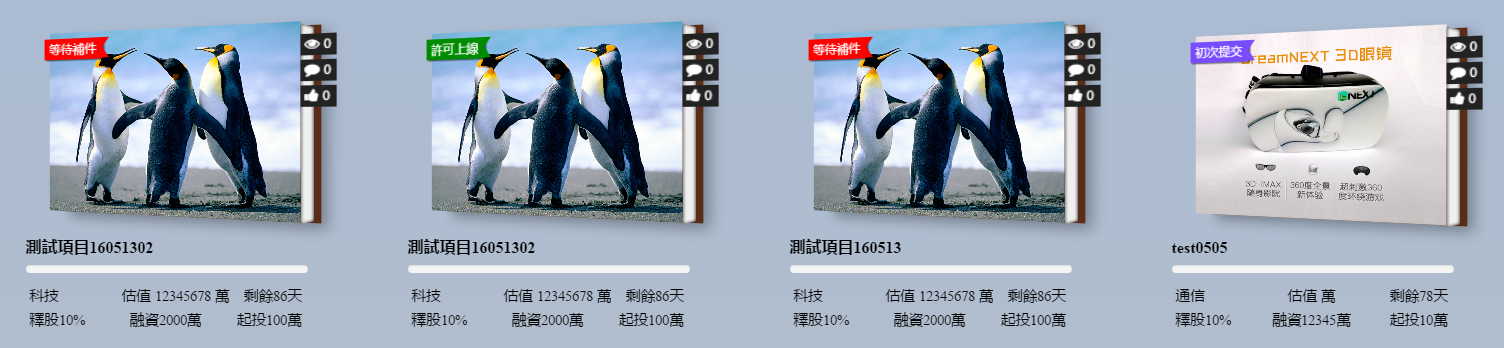 等待補件
0
0
0
測試項目16051302
科技 估值 12345678 萬 剩餘86天
釋股10% 融資2000萬 起投100萬
許可上線
0
0
0
測試項目16051302
科技 估值 12345678 萬 剩餘86天
釋股10% 融資2000萬 起投100萬
等待補件
0
0
0
測試項目160513
科技 估值 12345678 萬 剩餘86天
釋股10% 融資2000萬 起投100萬
初次提交
reamNEXT 3D眼镜
NEXT
3D IMAX
隨身影院
360度全景
新体验
超刺激360
度环绕游戏
0
0
0
test0505
通信 估值 萬 剩餘78天
釋股10% 融資12345萬 起投10萬